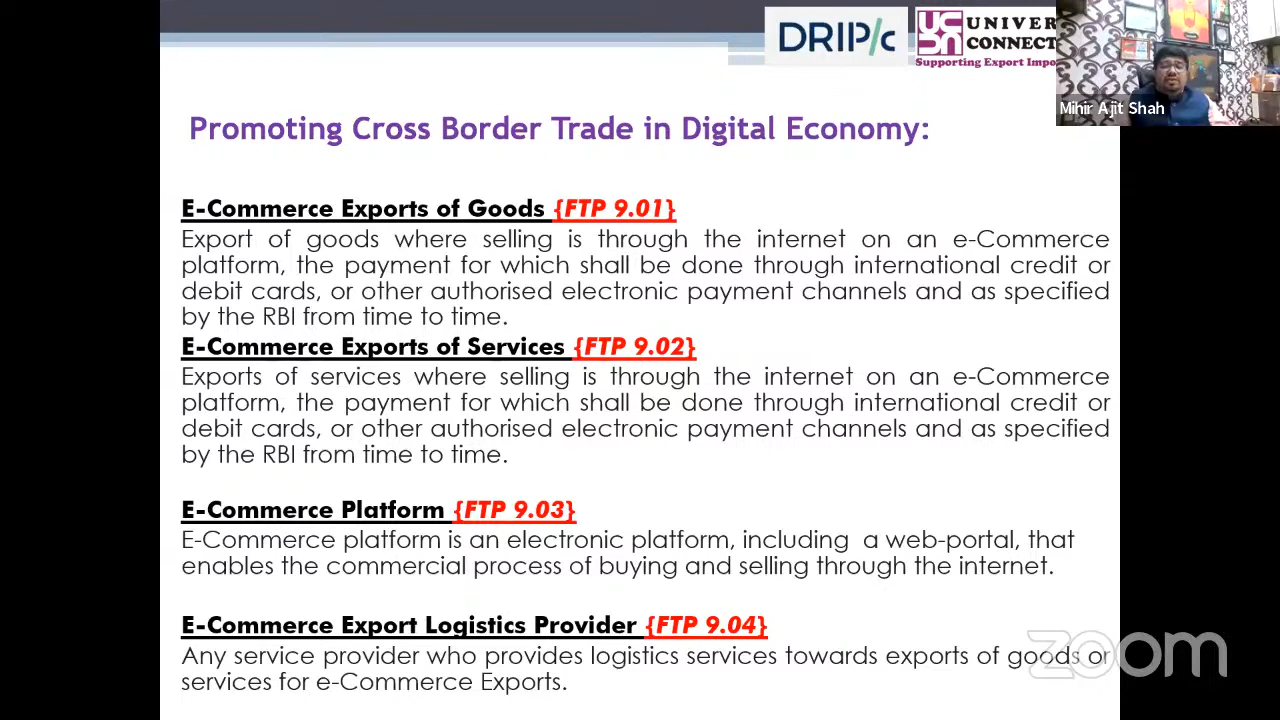 DRIP/c
UNIVER
CONNECT
Supporting Export Impo
Mihir Ajit Shah
Promoting Cross Border Trade in Digital Economy:
E-Commerce Exports of Goods {FTP 9.01}
Export of goods where selling is through the internet on an e-Commerce
platform, the payment for which shall be done through international credit or
debit cards, or other authorised electronic payment channels and as specified
by the RBI from time to time.
E-Commerce Exports of Services {FTP 9.02}
Exports of services where selling is through the internet on an e-Commerce
platform, the payment for which shall be done through international credit or
debit cards, or other authorised electronic payment channels and as specified
by the RBI from time to time.
E-Commerce Platform {FTP 9.03}
E-Commerce platform is an electronic platform, including a web-portal, that
enables the commercial process of buying and selling through the internet.
E-Commerce Export Logistics Provider {FTP 9.04}
Any service provider who provides logistics services towards exports of goods or
services for e-Commerce Exports.
zoom